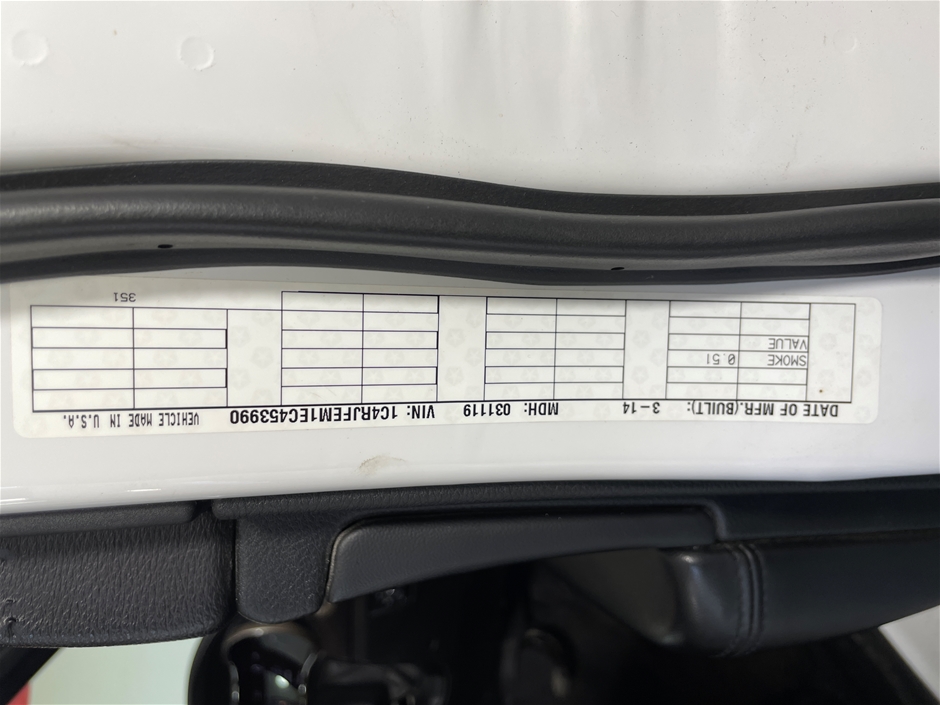 DATE OF MFR.(BUILT): 3-14 MDH: 031119 VIN: 1C4RJFEM1EC453990 VEHICLE MADE IN U.S.A.
SMOKE 0.51
VALUE
351